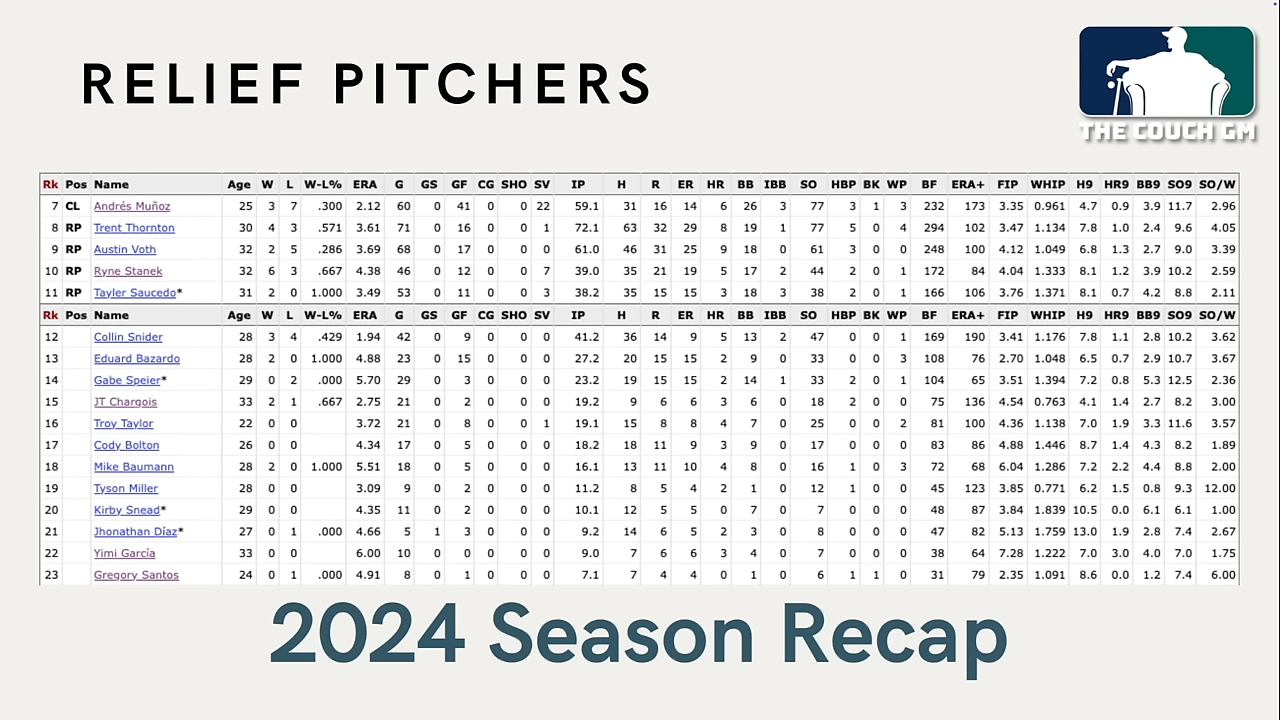 RELIEF PITCHERS
THE COUCH GM
Rk Pos Name Age W L W-L% ERA G GS GF CG SHO SV IP H R ER HR BB IBB SO HBP BK WP BF ERA+ FIP WHIP H9 HR9 BB9 SO9 SO/W
7 CL Andrés Muñoz 25 3 7 .300 2.12 60 0 41 0 0 22 59.1 31 16 14 6 26 3 77 3 1 3 232 173 3.35 0.961 4.7 0.9 3.9 11.7 2.96
8 RP Trent Thornton 30 4 3 .571 3.61 71 0 16 0 0 1 72.1 63 32 29 8 19 1 77 5 0 4 294 102 3.47 1.134 7.8 1.0 2.4 9.6 4.05
9 RP Austin Voth 32 2 5 .286 3.69 68 0 17 0 0 0 61.0 46 31 25 9 18 0 61 3 0 0 248 100 4.12 1.049 6.8 1.3 2.7 9.0 3.39
10 RP Ryne Stanek 32 6 3 .667 4.38 46 0 12 0 0 7 39.0 35 21 19 5 17 2 44 2 0 1 172 84 4.04 1.333 8.1 1.2 3.9 10.2 2.59
11 RP Tayler Saucedo* 31 2 0 1.000 3.49 53 0 11 0 0 3 38.2 35 15 15 3 18 3 38 2 0 1 166 106 3.76 1.371 8.1 0.7 4.2 8.8 2.11
Rk Pos Name Age W L W-L% ERA G GS GF CG SHO SV IP H R ER HR BB IBB SO HBP BK WP BF ERA+ FIP WHIP H9 HR9 BB9 SO9 SO/W
12 Collin Snider 28 3 4 .429 1.94 42 0 9 0 0 0 41.2 36 14 9 5 13 2 47 0 0 1 169 190 3.41 1.176 7.8 1.1 2.8 10.2 3.62
13 Eduard Bazardo 28 2 0 1.000 4.88 23 0 15 0 0 0 27.2 20 15 15 2 9 0 33 0 0 3 108 76 2.70 1.048 6.5 0.7 2.9 10.7 3.67
14 Gabe Speier* 29 0 2 .000 5.70 29 0 3 0 0 0 23.2 19 15 15 2 14 1 33 2 0 1 104 65 3.51 1.394 7.2 0.8 5.3 12.5 2.36
15 JT Chargois 33 2 1 .667 2.75 21 0 2 0 0 0 19.2 9 6 6 3 6 0 18 2 0 0 75 136 4.54 0.763 4.1 1.4 2.7 8.2 3.00
16 Troy Taylor 22 0 0 3.72 21 0 8 0 0 1 19.1 15 8 8 4 7 0 25 0 0 2 81 100 4.36 1.138 7.0 1.9 3.3 11.6 3.57
17 Cody Bolton 26 0 0 4.34 17 0 5 0 0 0 18.2 18 11 9 3 9 0 17 0 0 0 83 86 4.88 1.446 8.7 1.4 4.3 8.2 1.89
18 Mike Baumann 28 2 0 1.000 5.51 18 0 5 0 0 0 16.1 13 11 10 4 8 0 16 1 0 3 72 68 6.04 1.286 7.2 2.2 4.4 8.8 2.00
19 Tyson Miller 28 0 0 3.09 9 0 2 0 0 0 11.2 8 5 4 2 1 0 12 1 0 0 45 123 3.85 0.771 6.2 1.5 0.8 9.3 12.00
20 Kirby Snead* 29 0 0 4.35 11 0 2 0 0 0 10.1 12 5 5 0 7 0 7 2 0 0 48 87 3.84 1.839 10.5 0.0 6.1 6.1 1.00
21 Jhonathan Díaz* 27 0 1 .000 4.66 5 1 3 0 0 0 9.2 14 6 5 2 3 0 8 0 0 0 47 82 5.13 1.759 13.0 1.9 2.8 7.4 2.67
22 Yimi García 33 0 0 6.00 10 0 0 0 0 0 9.0 7 6 6 3 4 0 7 0 0 0 38 64 7.28 1.222 7.0 3.0 4.0 7.0 1.75
23 Gregory Santos 24 0 1 .000 4.91 8 0 1 0 0 0 7.1 7 4 4 0 1 0 6 1 1 0 31 79 2.35 1.091 8.6 0.0 1.2 7.4 6.00
2024 Season Recap